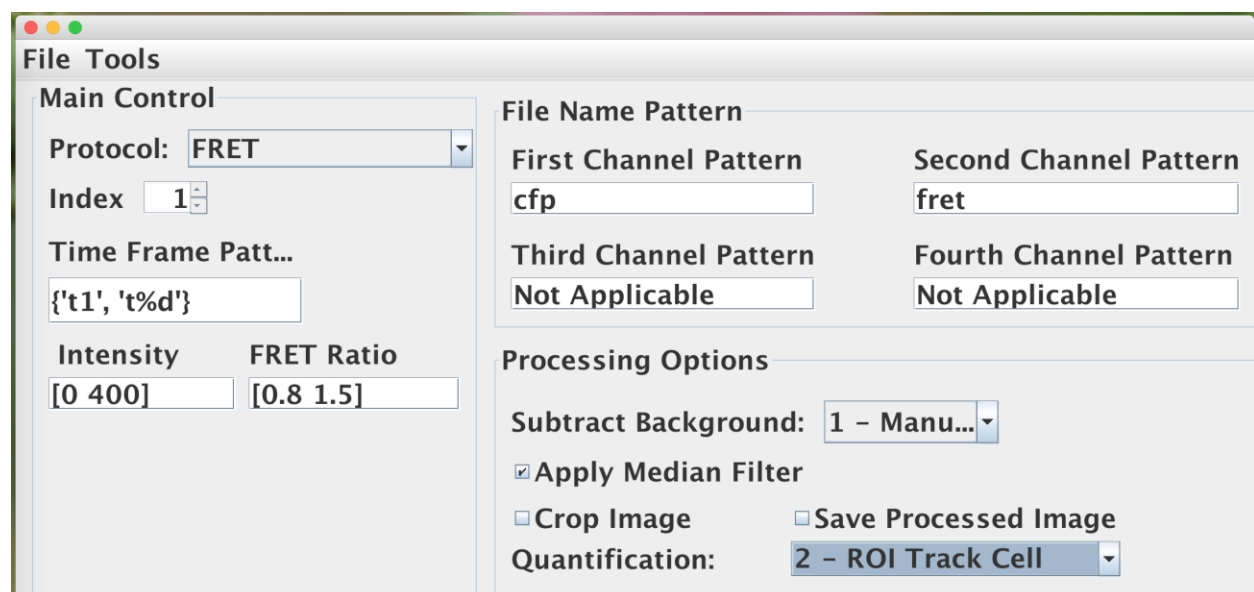 File Tools
Main Control
Protocol: FRET
Index 1
Time Frame Patt...
{'t1', 't%d'}
Intensity FRET Ratio
[0 400] [0.8 1.5]
File Name Pattern
First Channel Pattern Second Channel Pattern
cfp fret
Third Channel Pattern Fourth Channel Pattern
Not Applicable Not Applicable
Processing Options
Subtract Background: 1 - Manu...
Apply Median Filter
Crop Image Save Processed Image
Quantification: 2 - ROI Track Cell